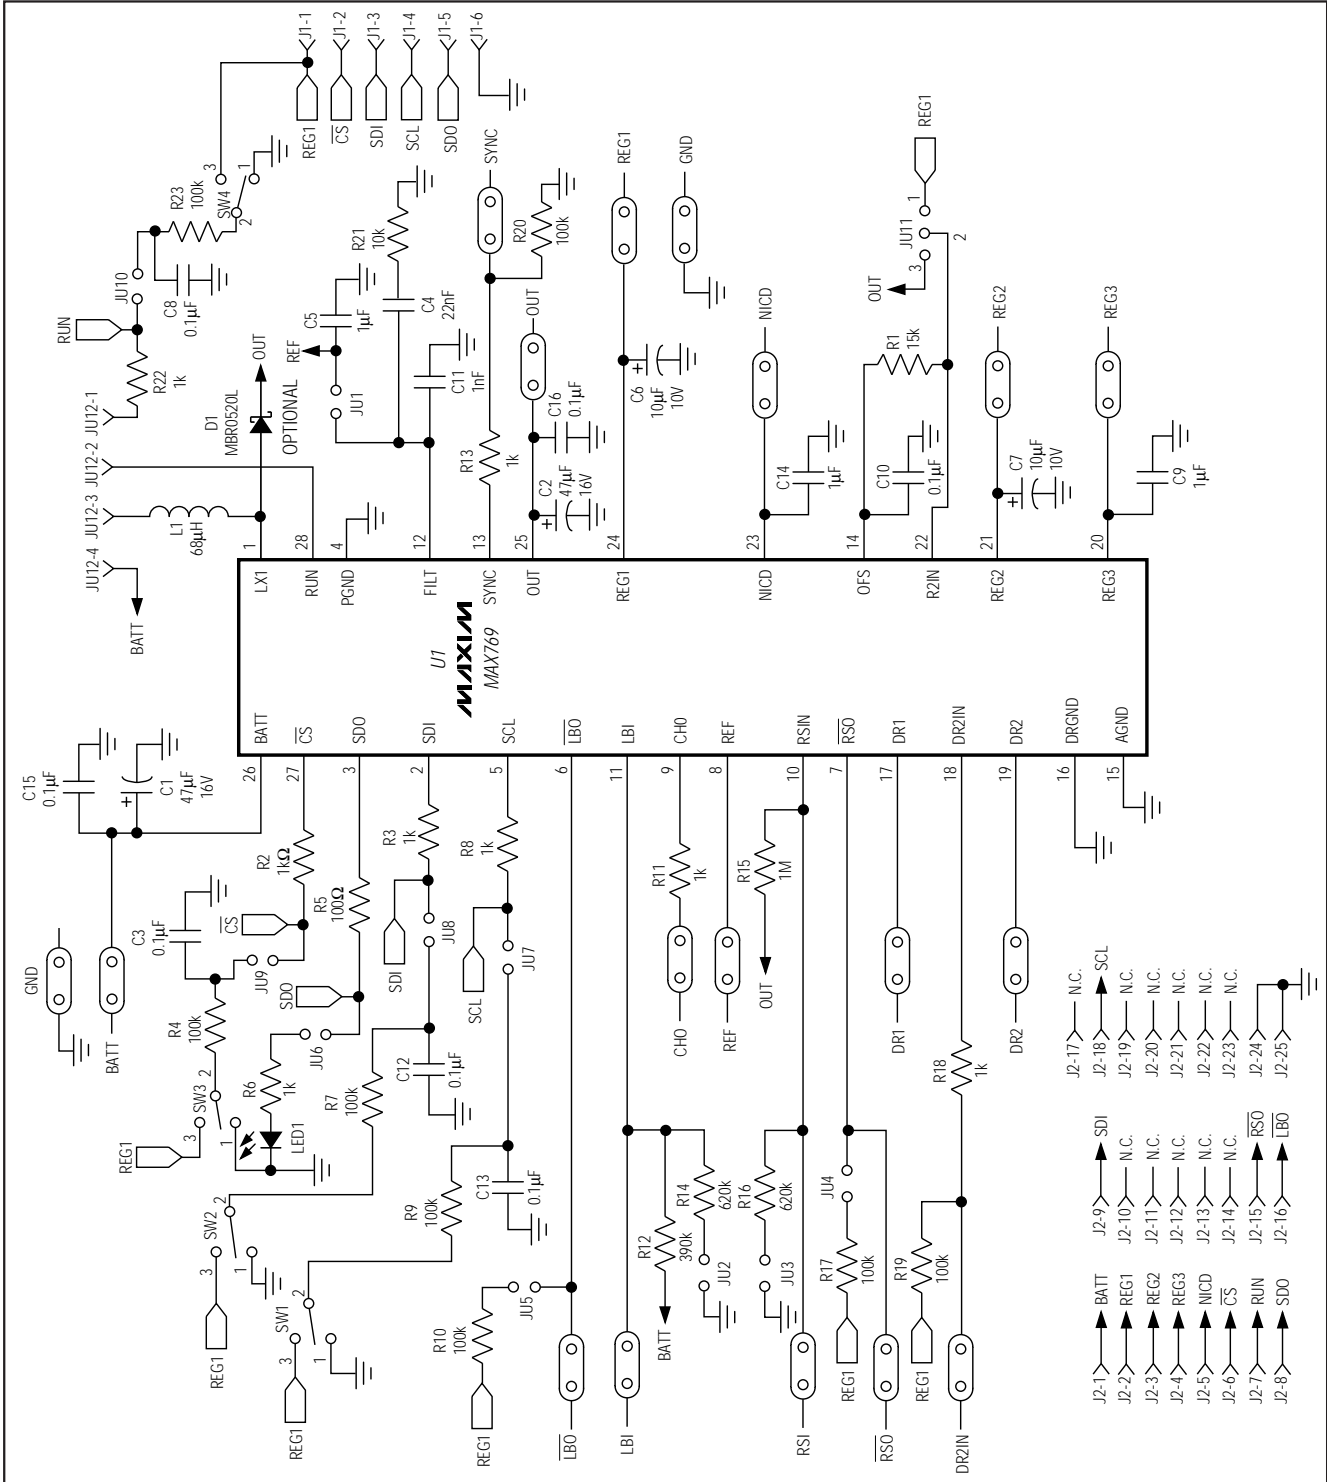 GND
BATT
C15
0.1µF
C1
47µF
16V
+
REG1
3
SW3
2
1
R4
100k
C3
0.1µF
JU9
C̅S̅
R2
1kΩ
R5
100Ω
SDO
JU6
R6
1k
LED1
REG1
3
SW2
2
1
R7
100k
C12
0.1µF
SDI
JU8
R3
1k
SCL
JU7
R8
1k
REG1
3
SW1
2
1
R9
100k
C13
0.1µF
REG1
R10
100k
JU5
L̅B̅O̅
LBI
BATT
R12
390k
R14
620k
JU2
CHO
R11
1k
REF
OUT
R15
1M
R16
620k
JU3
RSI
REG1
R17
100k
JU4
R̅S̅O̅
DR1
REG1
R19
100k
R18
1k
DR2IN
DR2
26
27
3
2
5
6
11
9
8
10
7
17
18
19
16
15
BATT
C̅S̅
SDO
SDI
SCL
L̅B̅O̅
LBI
CH0
REF
RSIN
R̅S̅O̅
DR1
DR2IN
DR2
DRGND
AGND
U1
MAXIM
MAX769
LX1
RUN
PGND
FILT
SYNC
OUT
REG1
NICD
OFS
R2IN
REG2
REG3
1
28
4
12
13
25
24
23
14
22
21
20
BATT
JU12-4
JU12-3
JU12-2
JU12-1
L1
68µH
D1
MBR0520L
OUT
OPTIONAL
R22
1k
RUN
JU10
C8
0.1µF
R23
100k
SW4
3
2
1
REG1
C̅S̅
SDI
SCL
SDO
J1-1
J1-2
J1-3
J1-4
J1-5
J1-6
JU1
REF
C5
1µF
C4
22nF
R21
10k
C11
1nF
R13
1k
SYNC
R20
100k
C2
47µF
16V
+
C16
0.1µF
OUT
C6
10µF
10V
+
REG1
GND
C14
1µF
NICD
C10
0.1µF
R1
15k
OUT
3
JU11
2
1
REG1
C7
10µF
10V
+
REG2
C9
1µF
REG3
J2-1 BATT
J2-2 REG1
J2-3 REG2
J2-4 REG3
J2-5 NICD
J2-6 C̅S̅
J2-7 RUN
J2-8 SDO
J2-9 SDI
J2-10 N.C.
J2-11 N.C.
J2-12 N.C.
J2-13 N.C.
J2-14 N.C.
J2-15 R̅S̅O̅
J2-16 L̅B̅O̅
J2-17 N.C.
J2-18 SCL
J2-19 N.C.
J2-20 N.C.
J2-21 N.C.
J2-22 N.C.
J2-23 N.C.
J2-24
J2-25